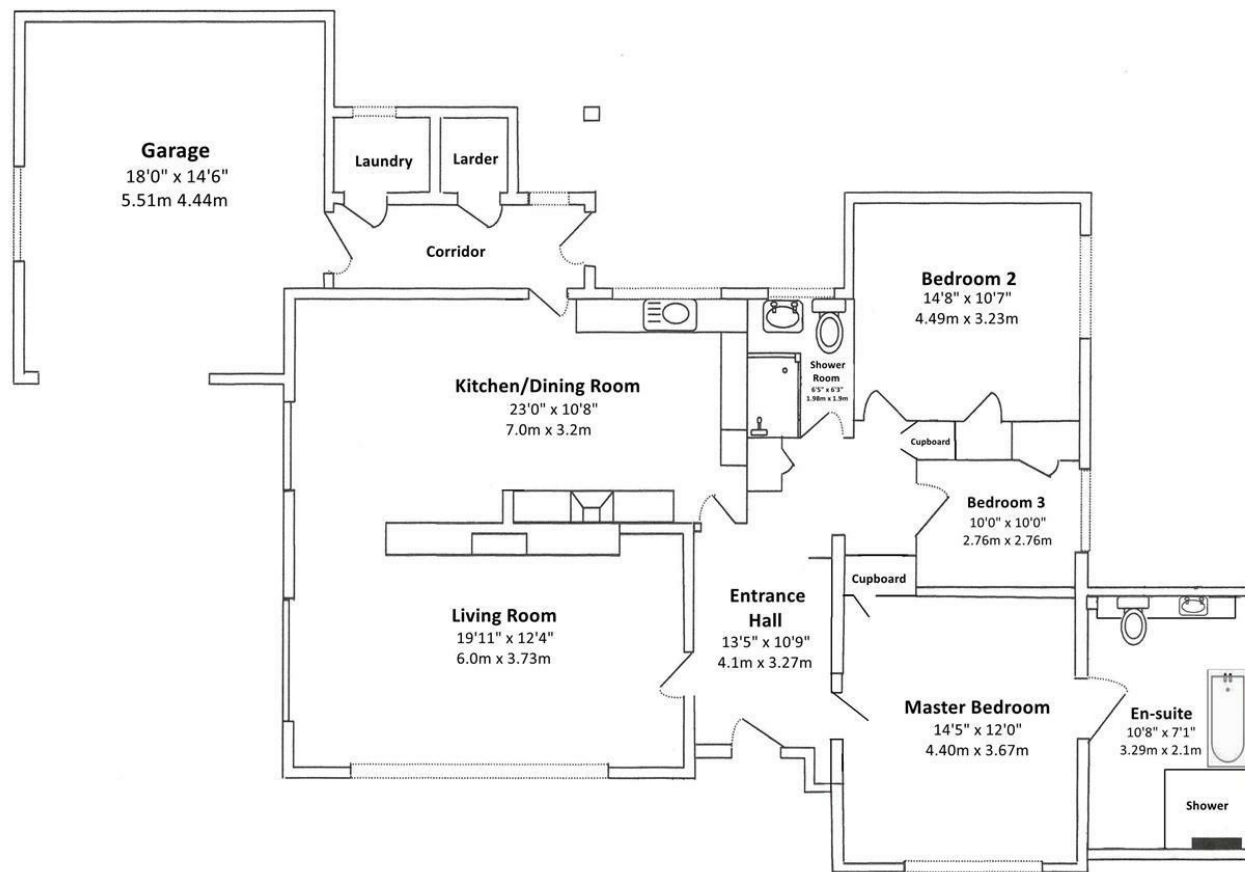 Garage
18'0" x 14'6"
5.51m 4.44m
Laundry
Larder
Corridor
Bedroom 2
14'8" x 10'7"
4.49m x 3.23m
Kitchen/Dining Room
23'0" x 10'8"
7.0m x 3.2m
Shower
Room
6'5" x 6'3"
1.98m x 1.9m
Cupboard
Bedroom 3
10'0" x 10'0"
2.76m x 2.76m
Cupboard
Living Room
19'11" x 12'4"
6.0m x 3.73m
Entrance
Hall
13'5" x 10'9"
4.1m x 3.27m
Master Bedroom
14'5" x 12'0"
4.40m x 3.67m
En-suite
10'8" x 7'1"
3.29m x 2.1m
Shower